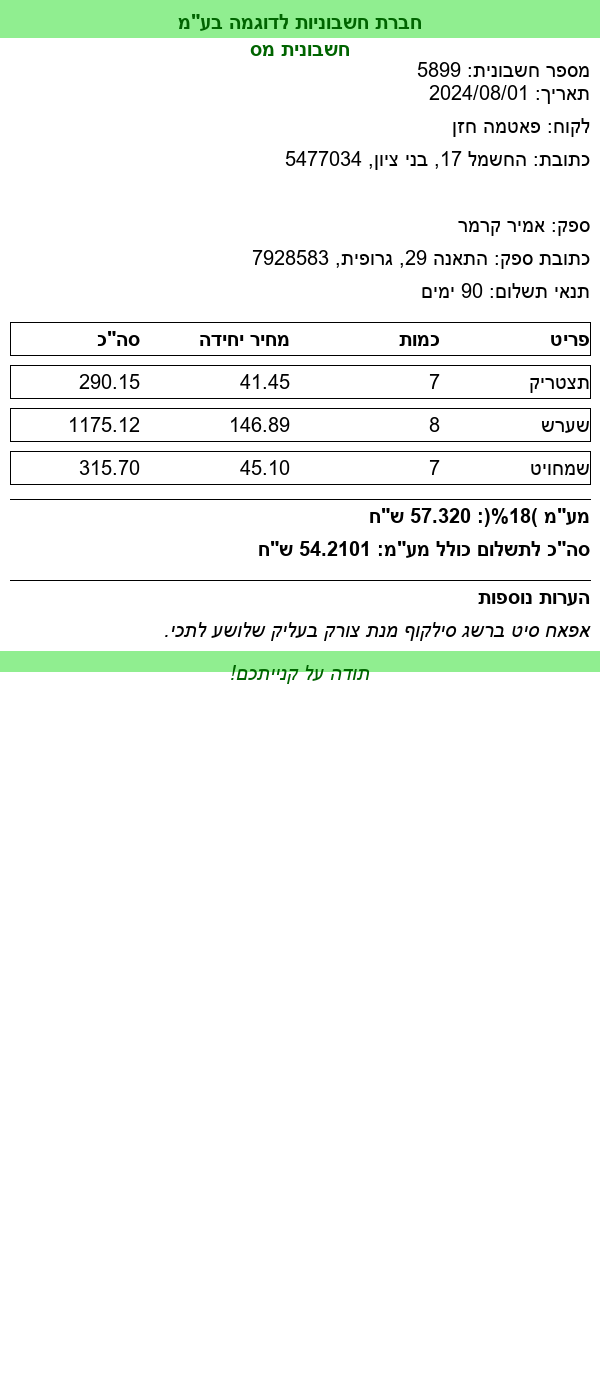 חברת חשבוניות לדוגמה בע"מ
חשבונית מס
מספר חשבונית: 5899
תאריך: 2024/08/01
לקוח: פאטמה חזן
כתובת: החשמל 17, בני ציון, 5477034
ספק: אמיר קרמר
כתובת ספק: התאנה 29, גרופית, 7928583
תנאי תשלום: 90 ימים
פריט כמות מחיר יחידה סה"כ
תצטריק 7 41.45 290.15
שערש 8 146.89 1175.12
שמחויט 7 45.10 315.70
מע"מ )18%(: 57.320 ש"ח
סה"כ לתשלום כולל מע"מ: 54.2101 ש"ח
הערות נוספות
אפאח סיט ברשג סילקוף מנת צורק בעליק שלושע לתכי.
תודה על קנייתכם!